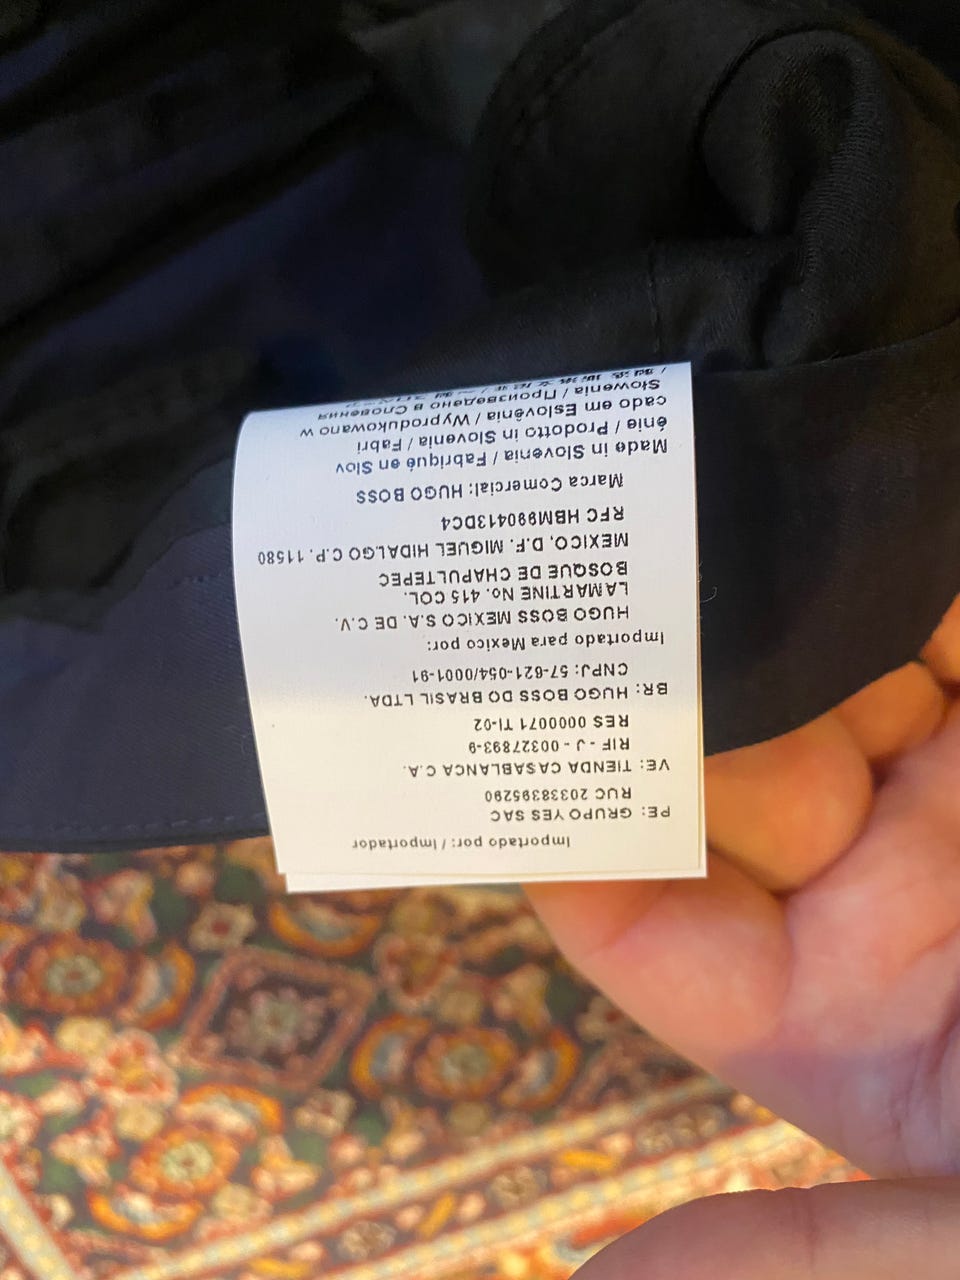 Importado por: / Importador
PE: GRUPO YES SAC
RUC 20338395290
VE: TIENDA CASABLANCA C.A.
RIF - J - 00327893-9
RES 0000071 TI-02
BR: HUGO BOSS DO BRASIL LTDA.
CNPJ: 57-621-054/0001-91
Importado para Mexico por:
HUGO BOSS MEXICO S.A. DE C.V.
LAMARTINE No. 415 COL.
BOSQUE DE CHAPULTEPEC
MEXICO, D.F. MIGUEL HIDALGO C.P. 11580
RFC HBM990413DC4
Marca Comercial: HUGO BOSS
Made in Slovenia / Fabriqué en Slov
énie / Prodotto in Slovenia / Fabri
cado em Eslovênia / Wyprodukowano w
Słowenia / Произведено в Словения